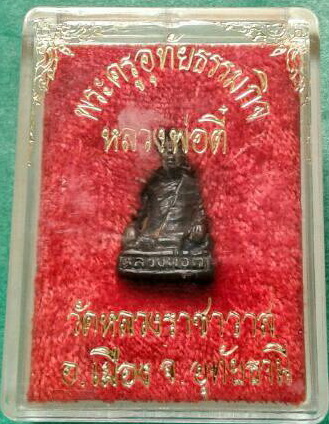 พระครูอุทัยธรรมกิจ
หลวงพ่อตี๋
หลวงพ่อตี๋
วัดหลวงราชาวาส
อ.เมือง จ.อุทัยธานี